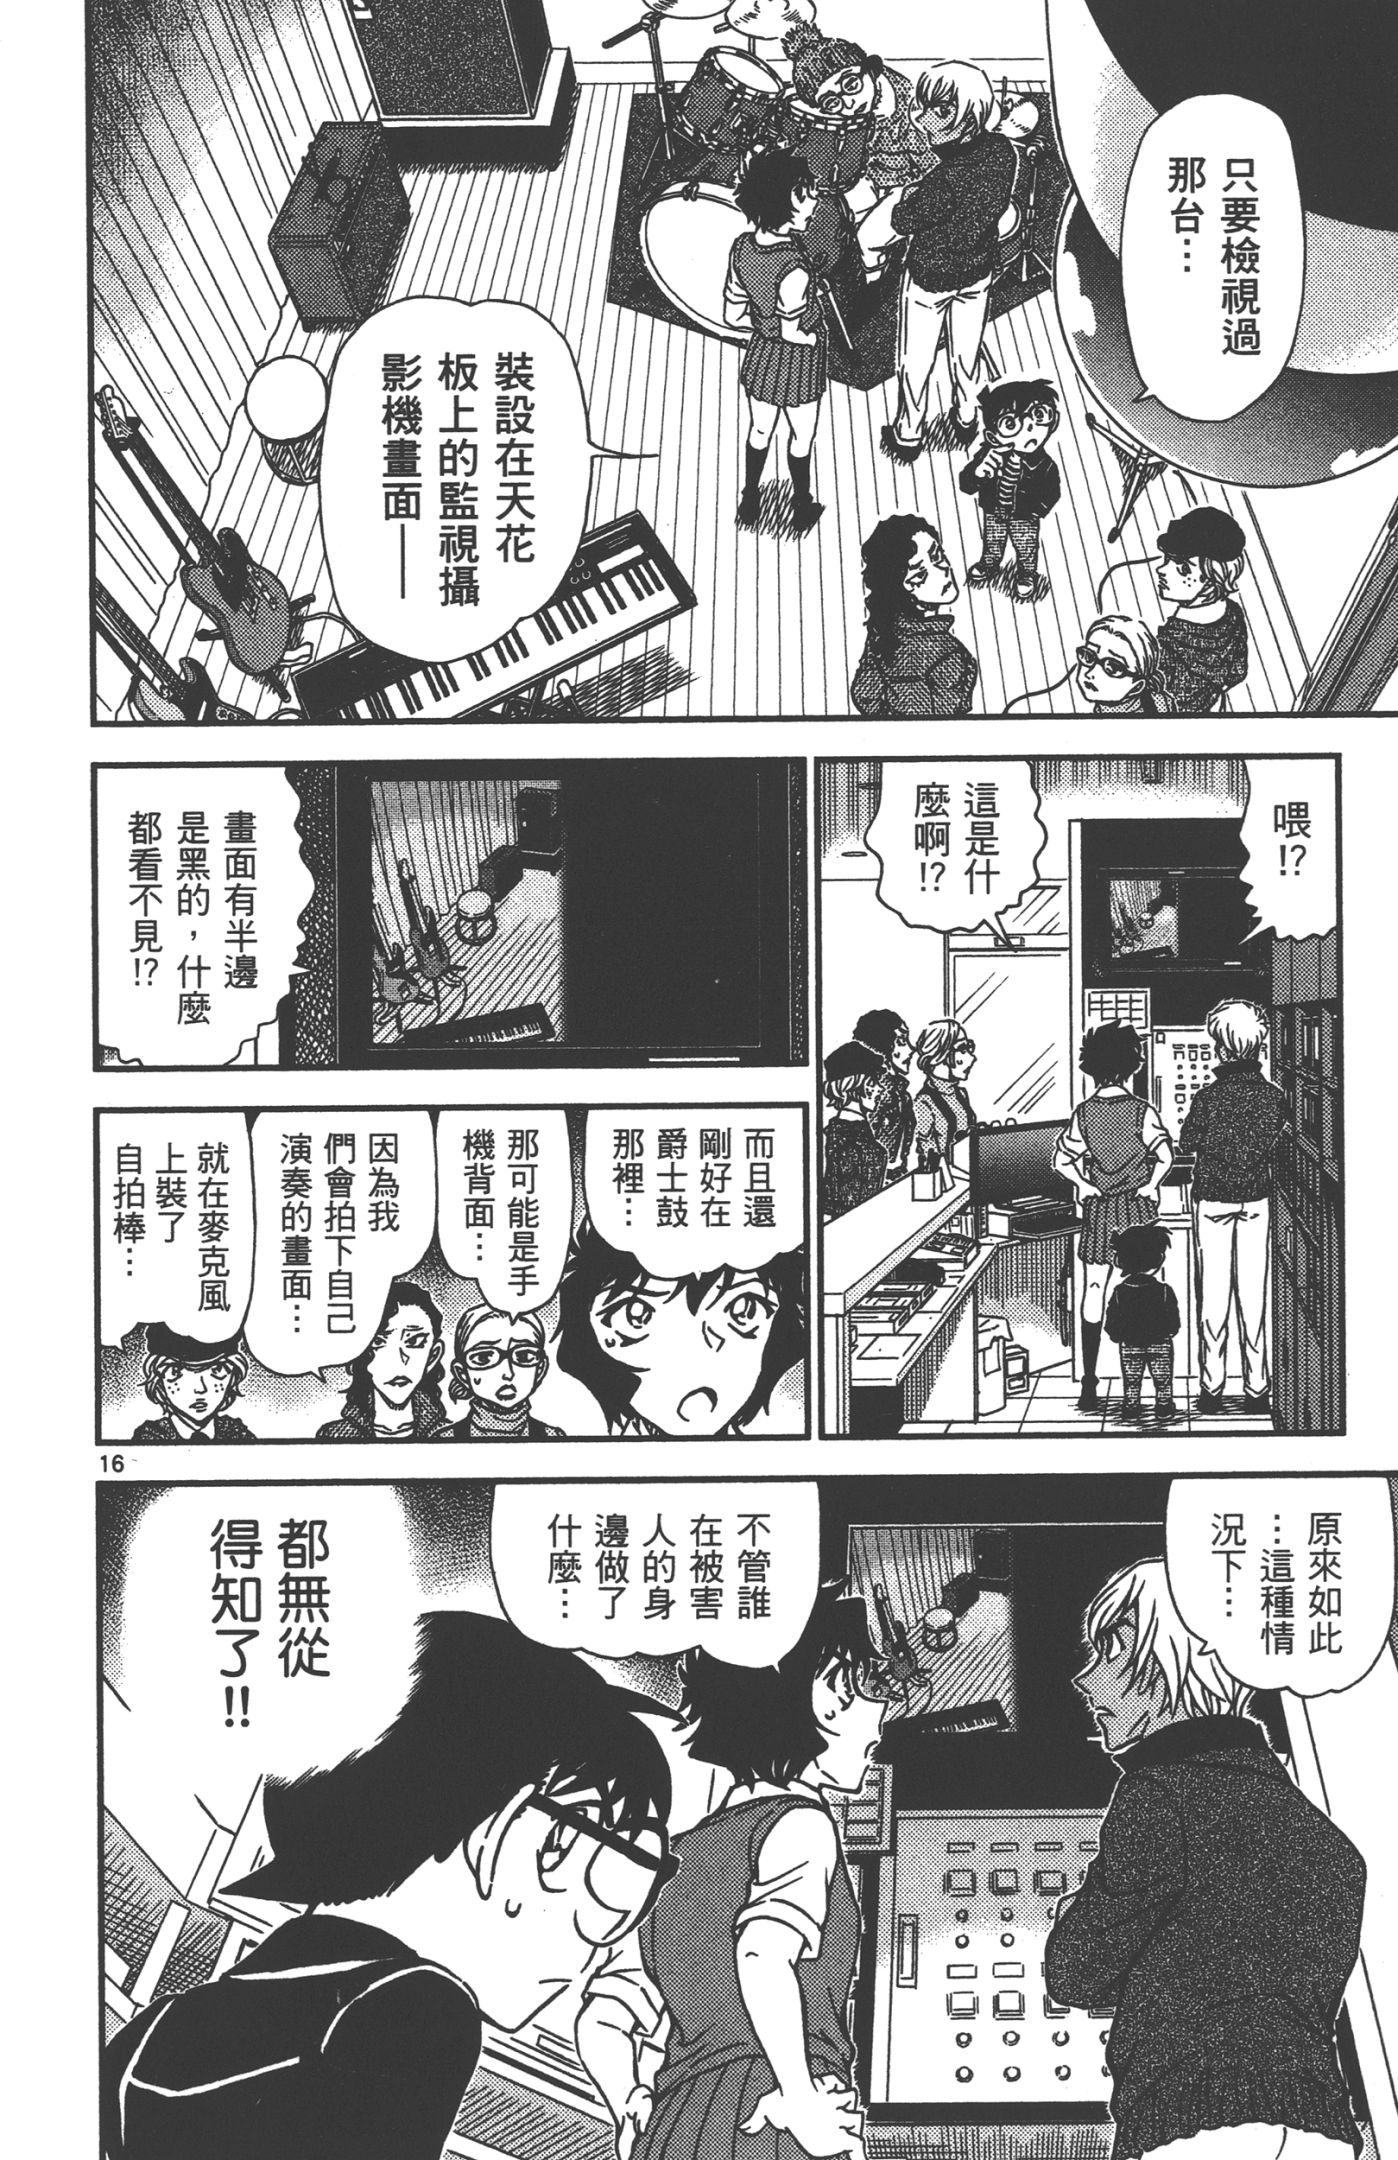 只要檢視過
那台…
裝設在天花
板上的監視攝
影機畫面──
喂!?
這是什
麼啊!?
畫面有半邊
是黑的，什麼
都看不見!?
而且還
剛好在
爵士鼓
那裡…
那可能是手
機背面…
因為我
們會拍下自己
演奏的畫面…
就在麥克風
上裝了
自拍棒…
16
原來如此
…這種情
況下…
不管誰
在被害
人的身
邊做了
什麼…
都無從
得知了!!